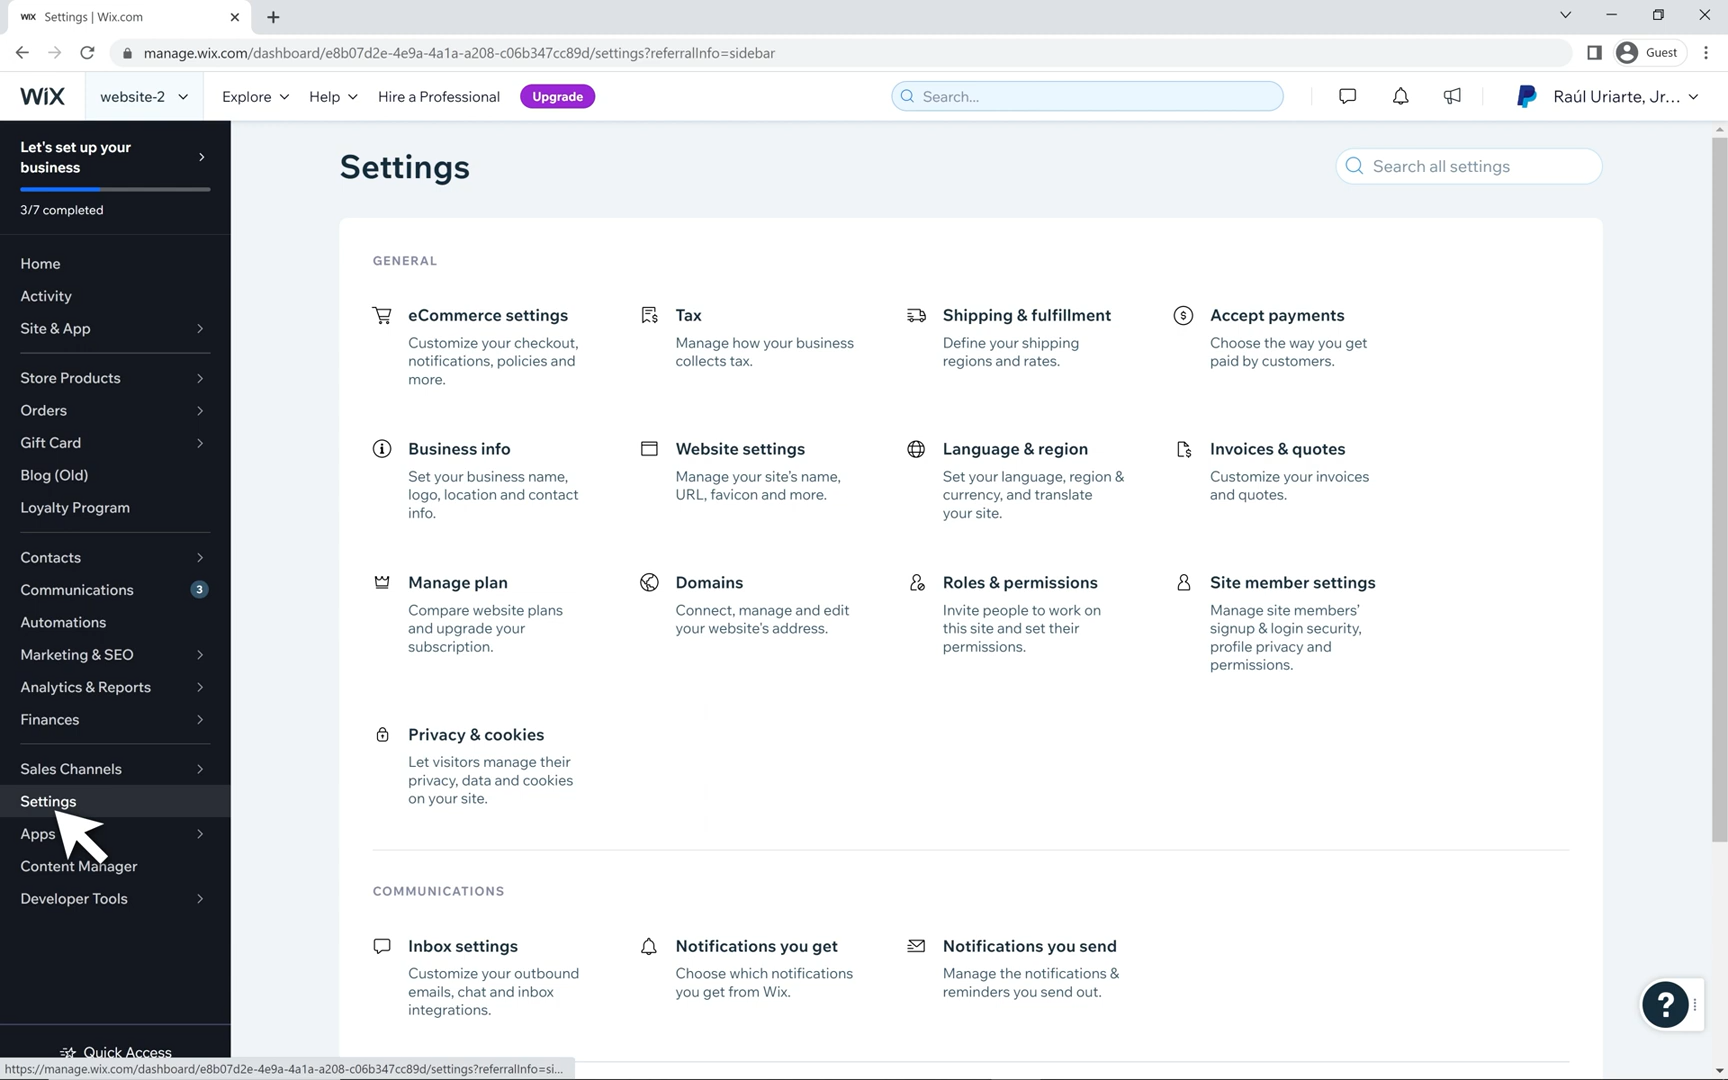 WiX Settings | Wix.com
manage.wix.com/dashboard/e8b07d2e-4e9a-4a1a-a208-c06b347cc89d/settings?referralInfo=sidebar
Guest
WiX
website-2
Explore
Help
Hire a Professional
Upgrade
Search...
Raúl Uriarte, Jr...
Let's set up your
business
3/7 completed
Home
Activity
Site & App
Store Products
Orders
Gift Card
Blog (Old)
Loyalty Program
Contacts
Communications 3
Automations
Marketing & SEO
Analytics & Reports
Finances
Sales Channels
Settings
Apps
Content Manager
Developer Tools
Quick Access
Settings
Search all settings
GENERAL
eCommerce settings
Customize your checkout,
notifications, policies and
more.
Tax
Manage how your business
collects tax.
Shipping & fulfillment
Define your shipping
regions and rates.
Accept payments
Choose the way you get
paid by customers.
Business info
Set your business name,
logo, location and contact
info.
Website settings
Manage your site's name,
URL, favicon and more.
Language & region
Set your language, region &
currency, and translate
your site.
Invoices & quotes
Customize your invoices
and quotes.
Manage plan
Compare website plans
and upgrade your
subscription.
Domains
Connect, manage and edit
your website's address.
Roles & permissions
Invite people to work on
this site and set their
permissions.
Site member settings
Manage site members'
signup & login security,
profile privacy and
permissions.
Privacy & cookies
Let visitors manage their
privacy, data and cookies
on your site.
COMMUNICATIONS
Inbox settings
Customize your outbound
emails, chat and inbox
integrations.
Notifications you get
Choose which notifications
you get from Wix.
Notifications you send
Manage the notifications &
reminders you send out.
?
https://manage.wix.com/dashboard/e8b07d2e-4e9a-4a1a-a208-c06b347cc89d/settings?referralInfo=si...